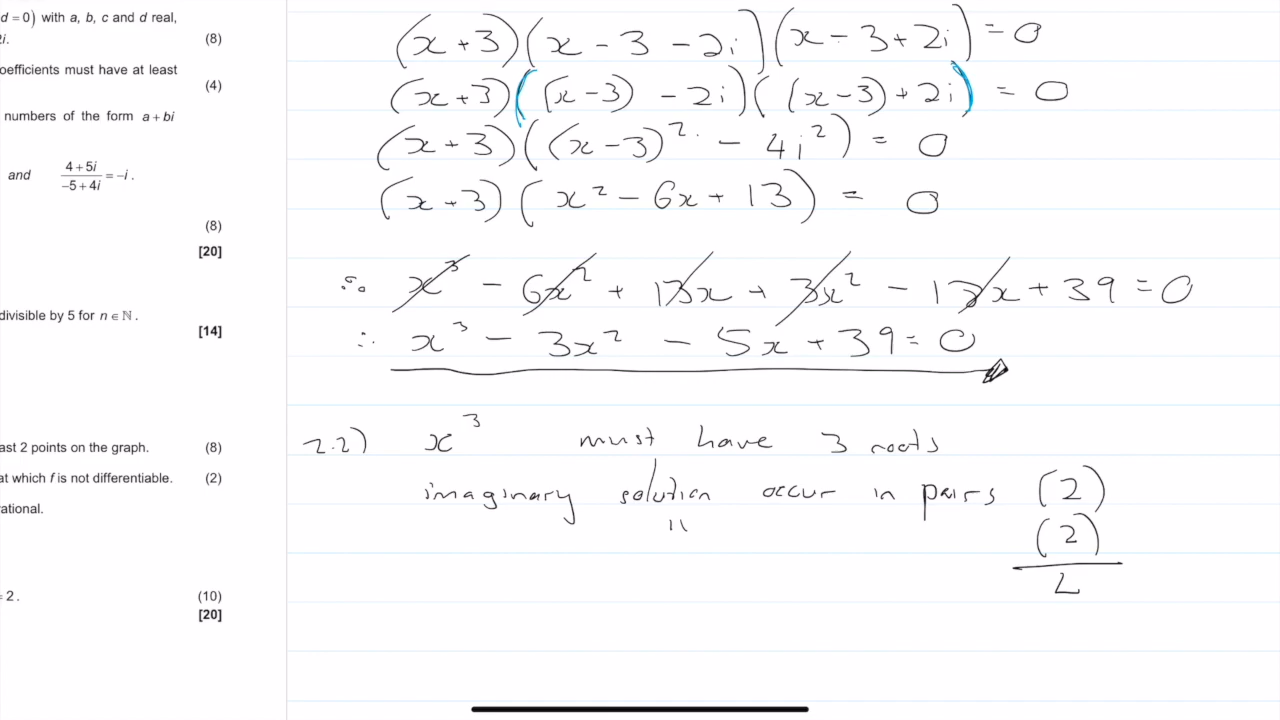 d = 0) with a, b, c and d real,
2i. (8)
oefficients must have at least
(4)
numbers of the form a + bi
and (4 + 5i)/(−5 + 4i) = −i.
(8)
[20]
divisible by 5 for n ∈ ℕ.
[14]
ast 2 points on the graph. (8)
at which f is not differentiable. (2)
rational.
= 2. (10)
[20]
(x + 3)(x − 3 − 2i)(x − 3 + 2i) = 0
(x + 3)((x − 3) − 2i)((x − 3) + 2i) = 0
(x + 3)((x − 3)² − 4i²) = 0
(x + 3)(x² − 6x + 13) = 0
∴ x³ − 6x² + 13x + 3x² − 18x + 39 = 0
∴ x³ − 3x² − 5x + 39 = 0
2.2) x³ must have 3 roots
imaginary solution occur in pairs (2)
(2)